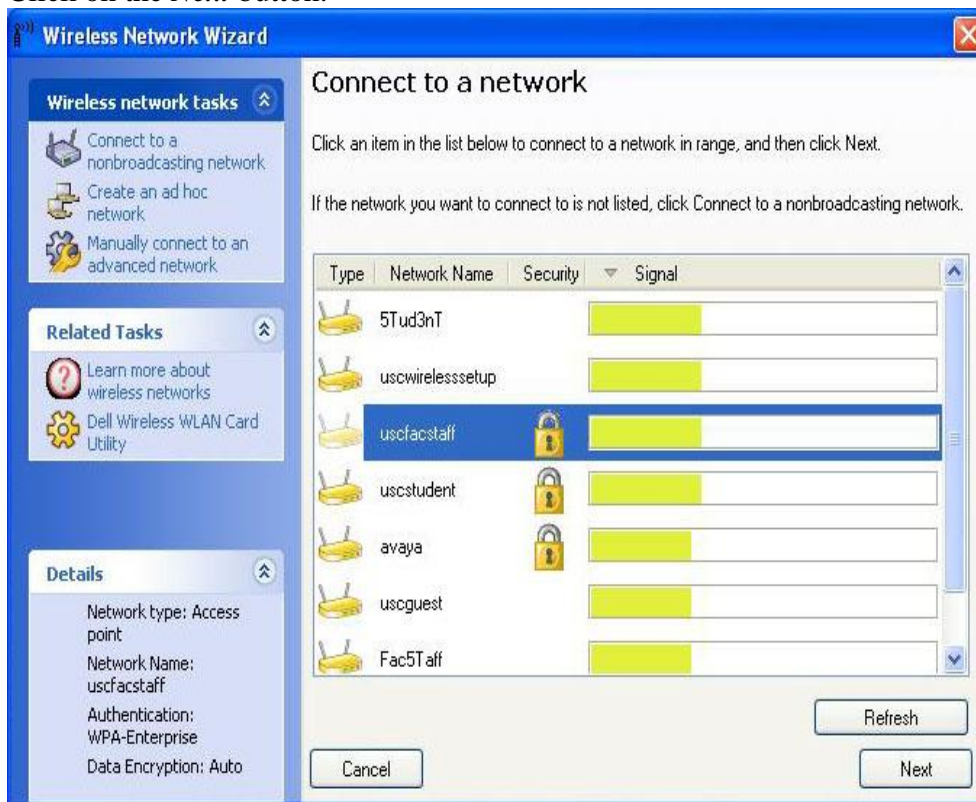 Wireless Network Wizard
Wireless network tasks
Connect to a
nonbroadcasting network
Create an ad hoc
network
Manually connect to an
advanced network
Related Tasks
Learn more about
wireless networks
Dell Wireless WLAN Card
Utility
Details
Network type: Access
point
Network Name:
uscfacstaff
Authentication:
WPA-Enterprise
Data Encryption: Auto
Connect to a network
Click an item in the list below to connect to a network in range, and then click Next.
If the network you want to connect to is not listed, click Connect to a nonbroadcasting network.
Type Network Name Security Signal
5Tud3nT
uscwirelesssetup
uscfacstaff
uscstudent
avaya
uscguest
Fac5Taff
Refresh
Cancel Next